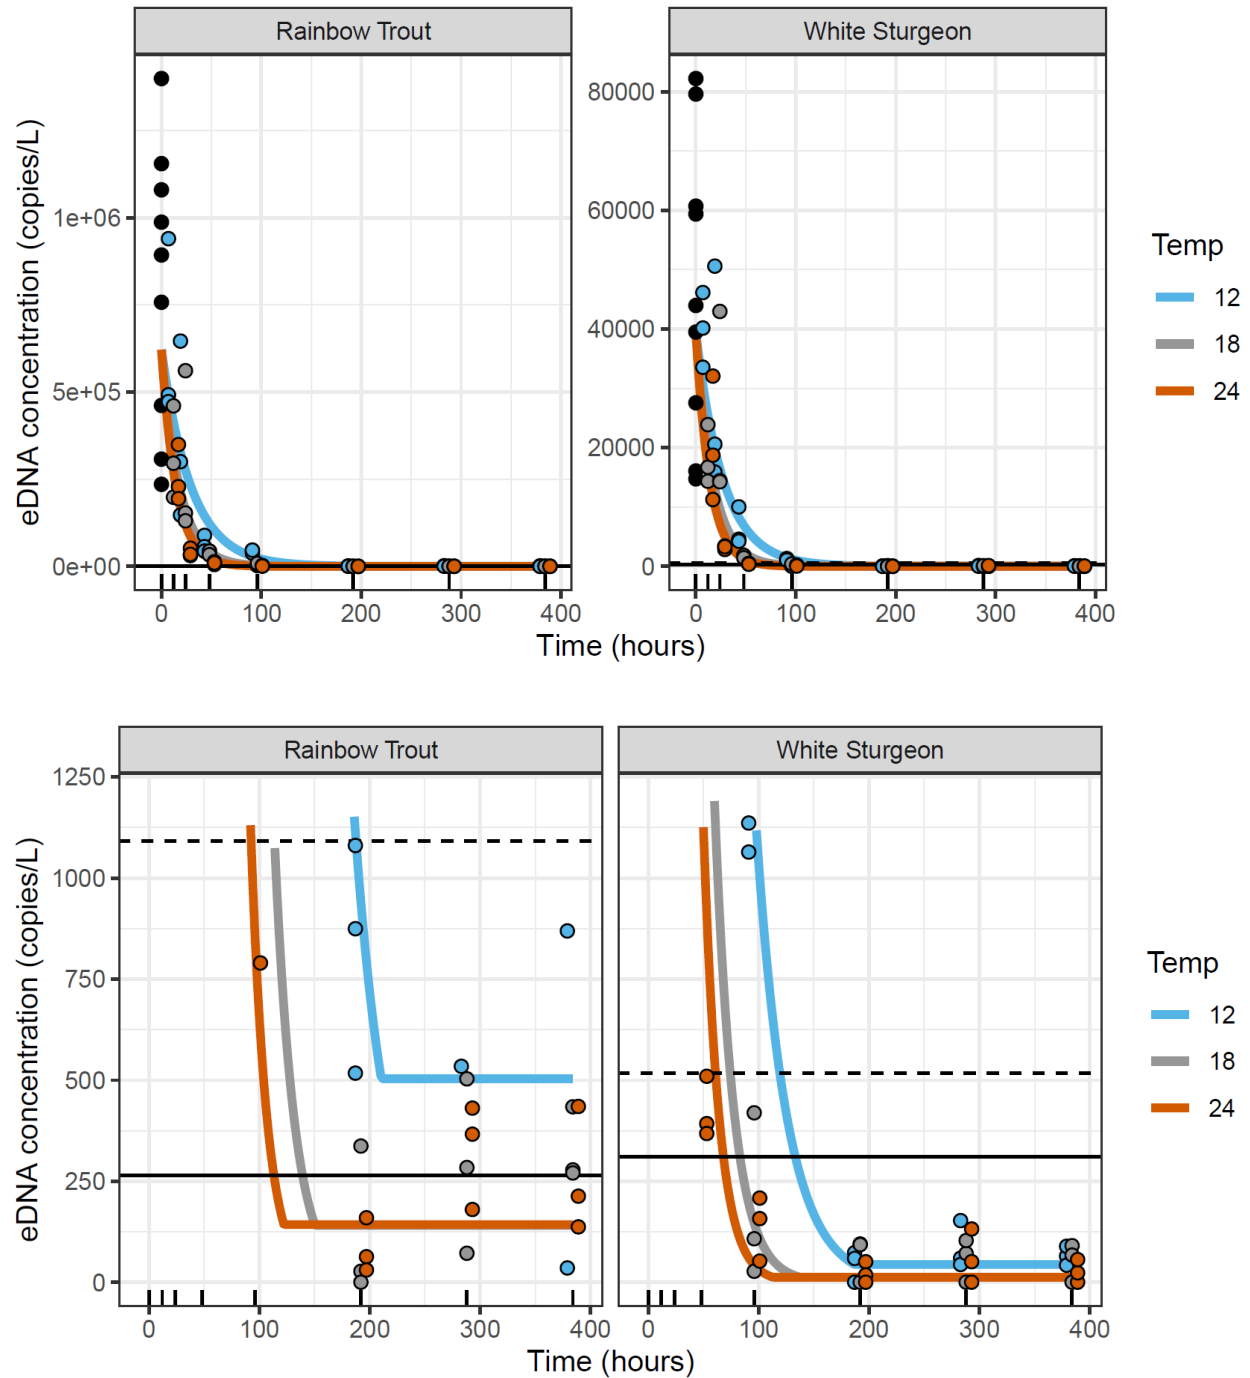 Rainbow Trout
White Sturgeon
eDNA concentration (copies/L)
1e+06
5e+05
0e+00
80000
60000
40000
20000
0
0 100 200 300 400
0 100 200 300 400
Time (hours)
Temp
12
18
24
Rainbow Trout
White Sturgeon
eDNA concentration (copies/L)
1250
1000
750
500
250
0
0 100 200 300 400
0 100 200 300 400
Time (hours)
Temp
12
18
24